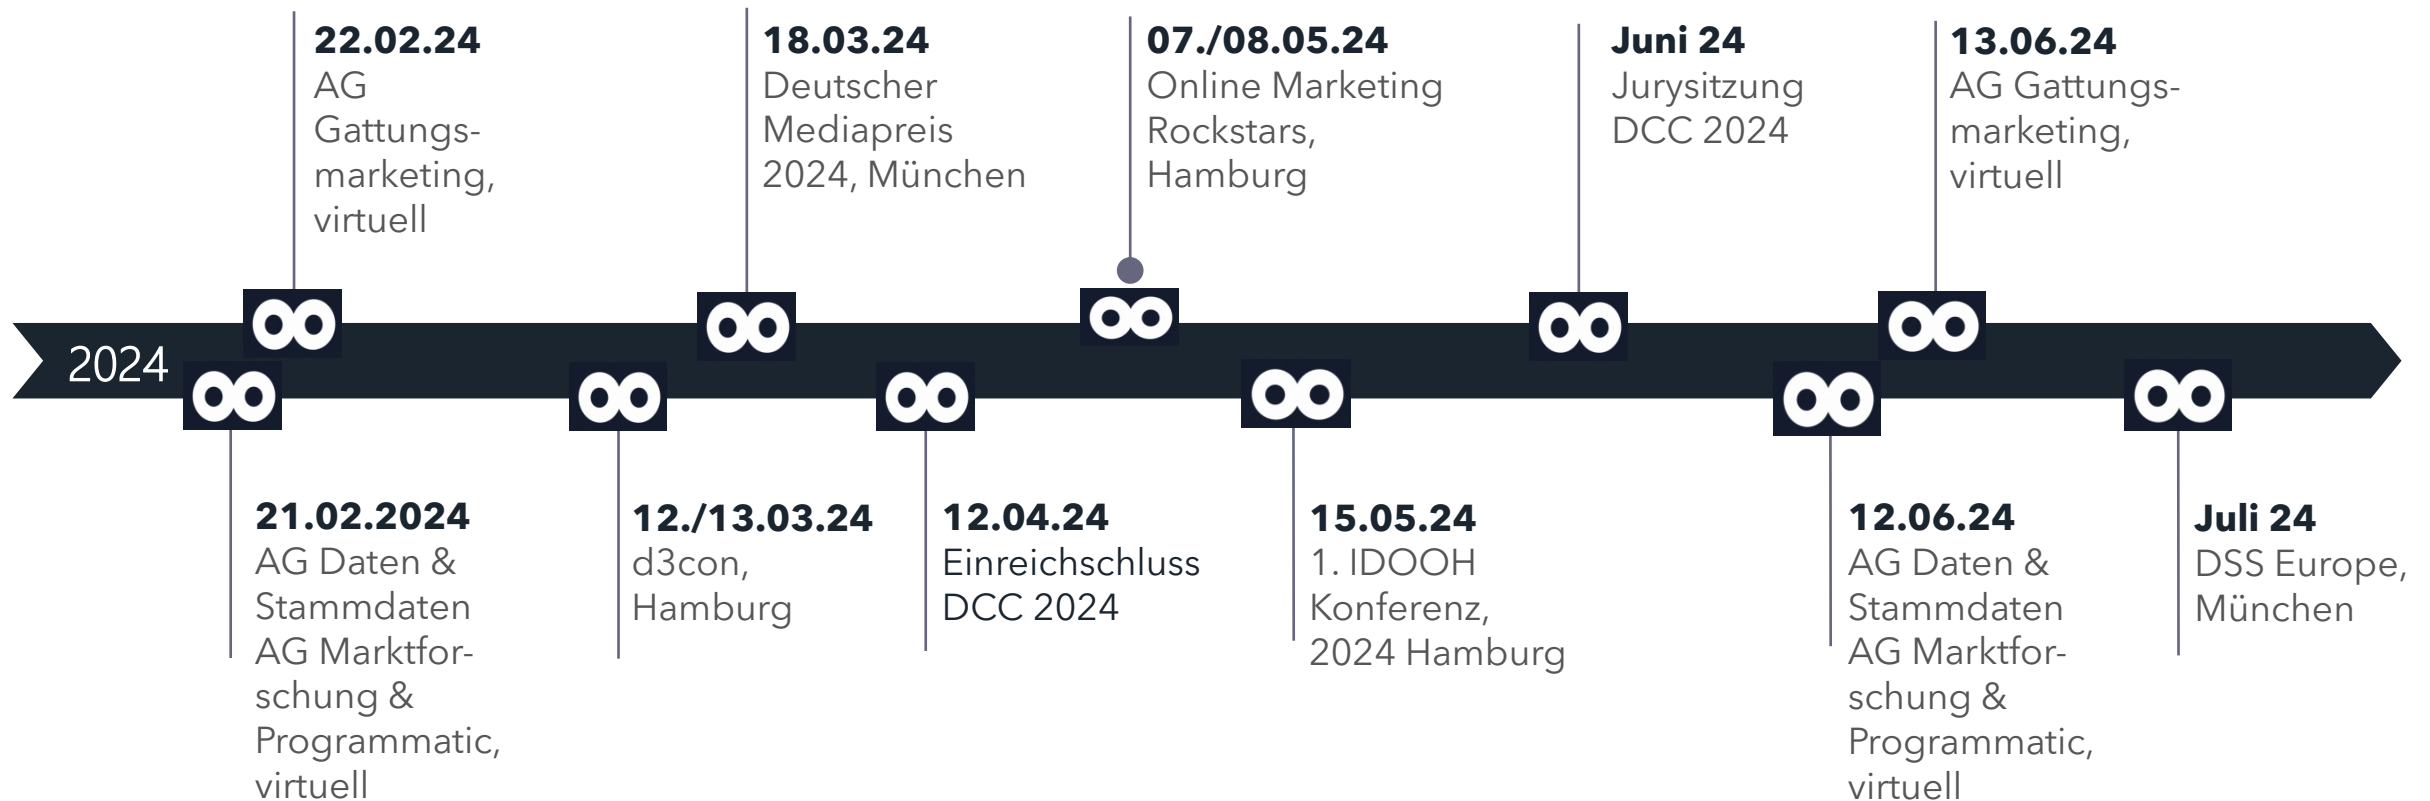 22.02.24
AG
Gattungs-
marketing,
virtuell
18.03.24
Deutscher
Mediapreis
2024, München
07./08.05.24
Online Marketing
Rockstars,
Hamburg
Juni 24
Jurysitzung
DCC 2024
13.06.24
AG Gattungs-
marketing,
virtuell
2024
21.02.2024
AG Daten &
Stammdaten
AG Marktfor-
schung &
Programmatic,
virtuell
12./13.03.24
d3con,
Hamburg
12.04.24
Einreichschluss
DCC 2024
15.05.24
1. IDOOH
Konferenz,
2024 Hamburg
12.06.24
AG Daten &
Stammdaten
AG Marktfor-
schung &
Programmatic,
virtuell
Juli 24
DSS Europe,
München